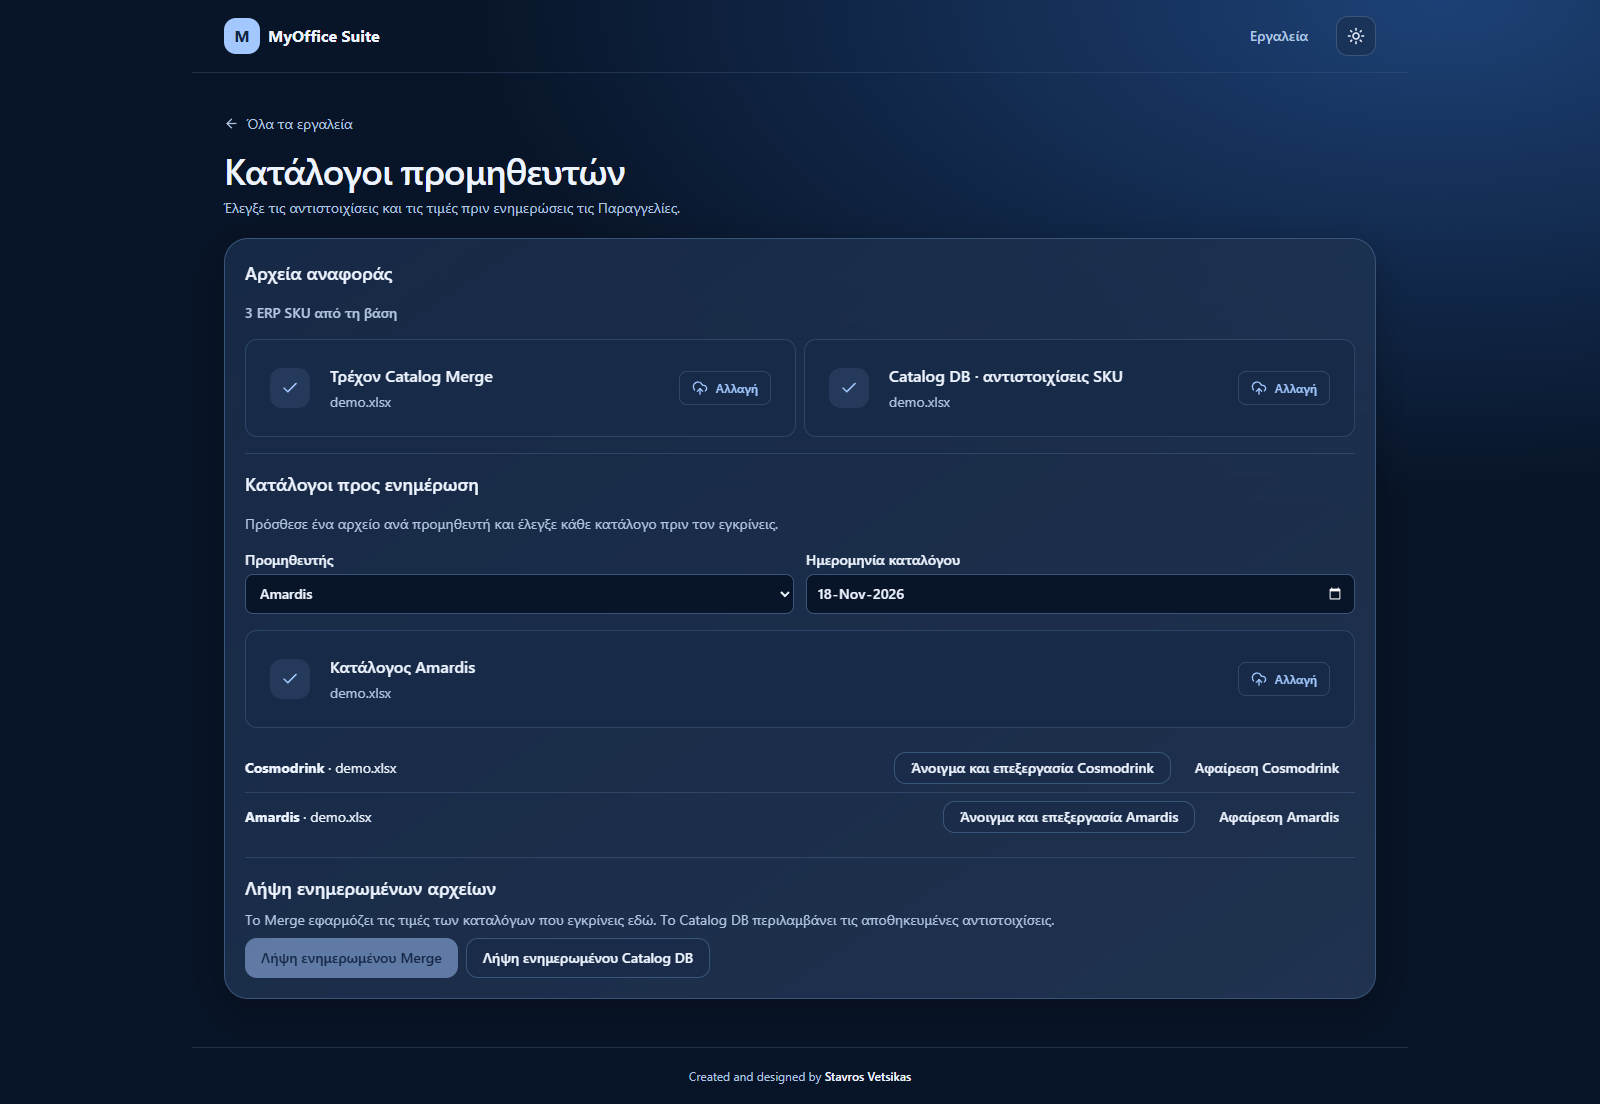 M MyOffice Suite
Εργαλεία
Όλα τα εργαλεία
Κατάλογοι προμηθευτών
Έλεγξε τις αντιστοιχίσεις και τις τιμές πριν ενημερώσεις τις Παραγγελίες.
Αρχεία αναφοράς
3 ERP SKU από τη βάση
Τρέχον Catalog Merge
demo.xlsx
Αλλαγή
Catalog DB · αντιστοιχίσεις SKU
demo.xlsx
Αλλαγή
Κατάλογοι προς ενημέρωση
Πρόσθεσε ένα αρχείο ανά προμηθευτή και έλεγξε κάθε κατάλογο πριν τον εγκρίνεις.
Προμηθευτής
Amardis
Ημερομηνία καταλόγου
18-Nov-2026
Κατάλογος Amardis
demo.xlsx
Αλλαγή
Cosmodrink · demo.xlsx
Άνοιγμα και επεξεργασία Cosmodrink
Αφαίρεση Cosmodrink
Amardis · demo.xlsx
Άνοιγμα και επεξεργασία Amardis
Αφαίρεση Amardis
Λήψη ενημερωμένων αρχείων
Το Merge εφαρμόζει τις τιμές των καταλόγων που εγκρίνεις εδώ. Το Catalog DB περιλαμβάνει τις αποθηκευμένες αντιστοιχίσεις.
Λήψη ενημερωμένου Merge
Λήψη ενημερωμένου Catalog DB
Created and designed by Stavros Vetsikas